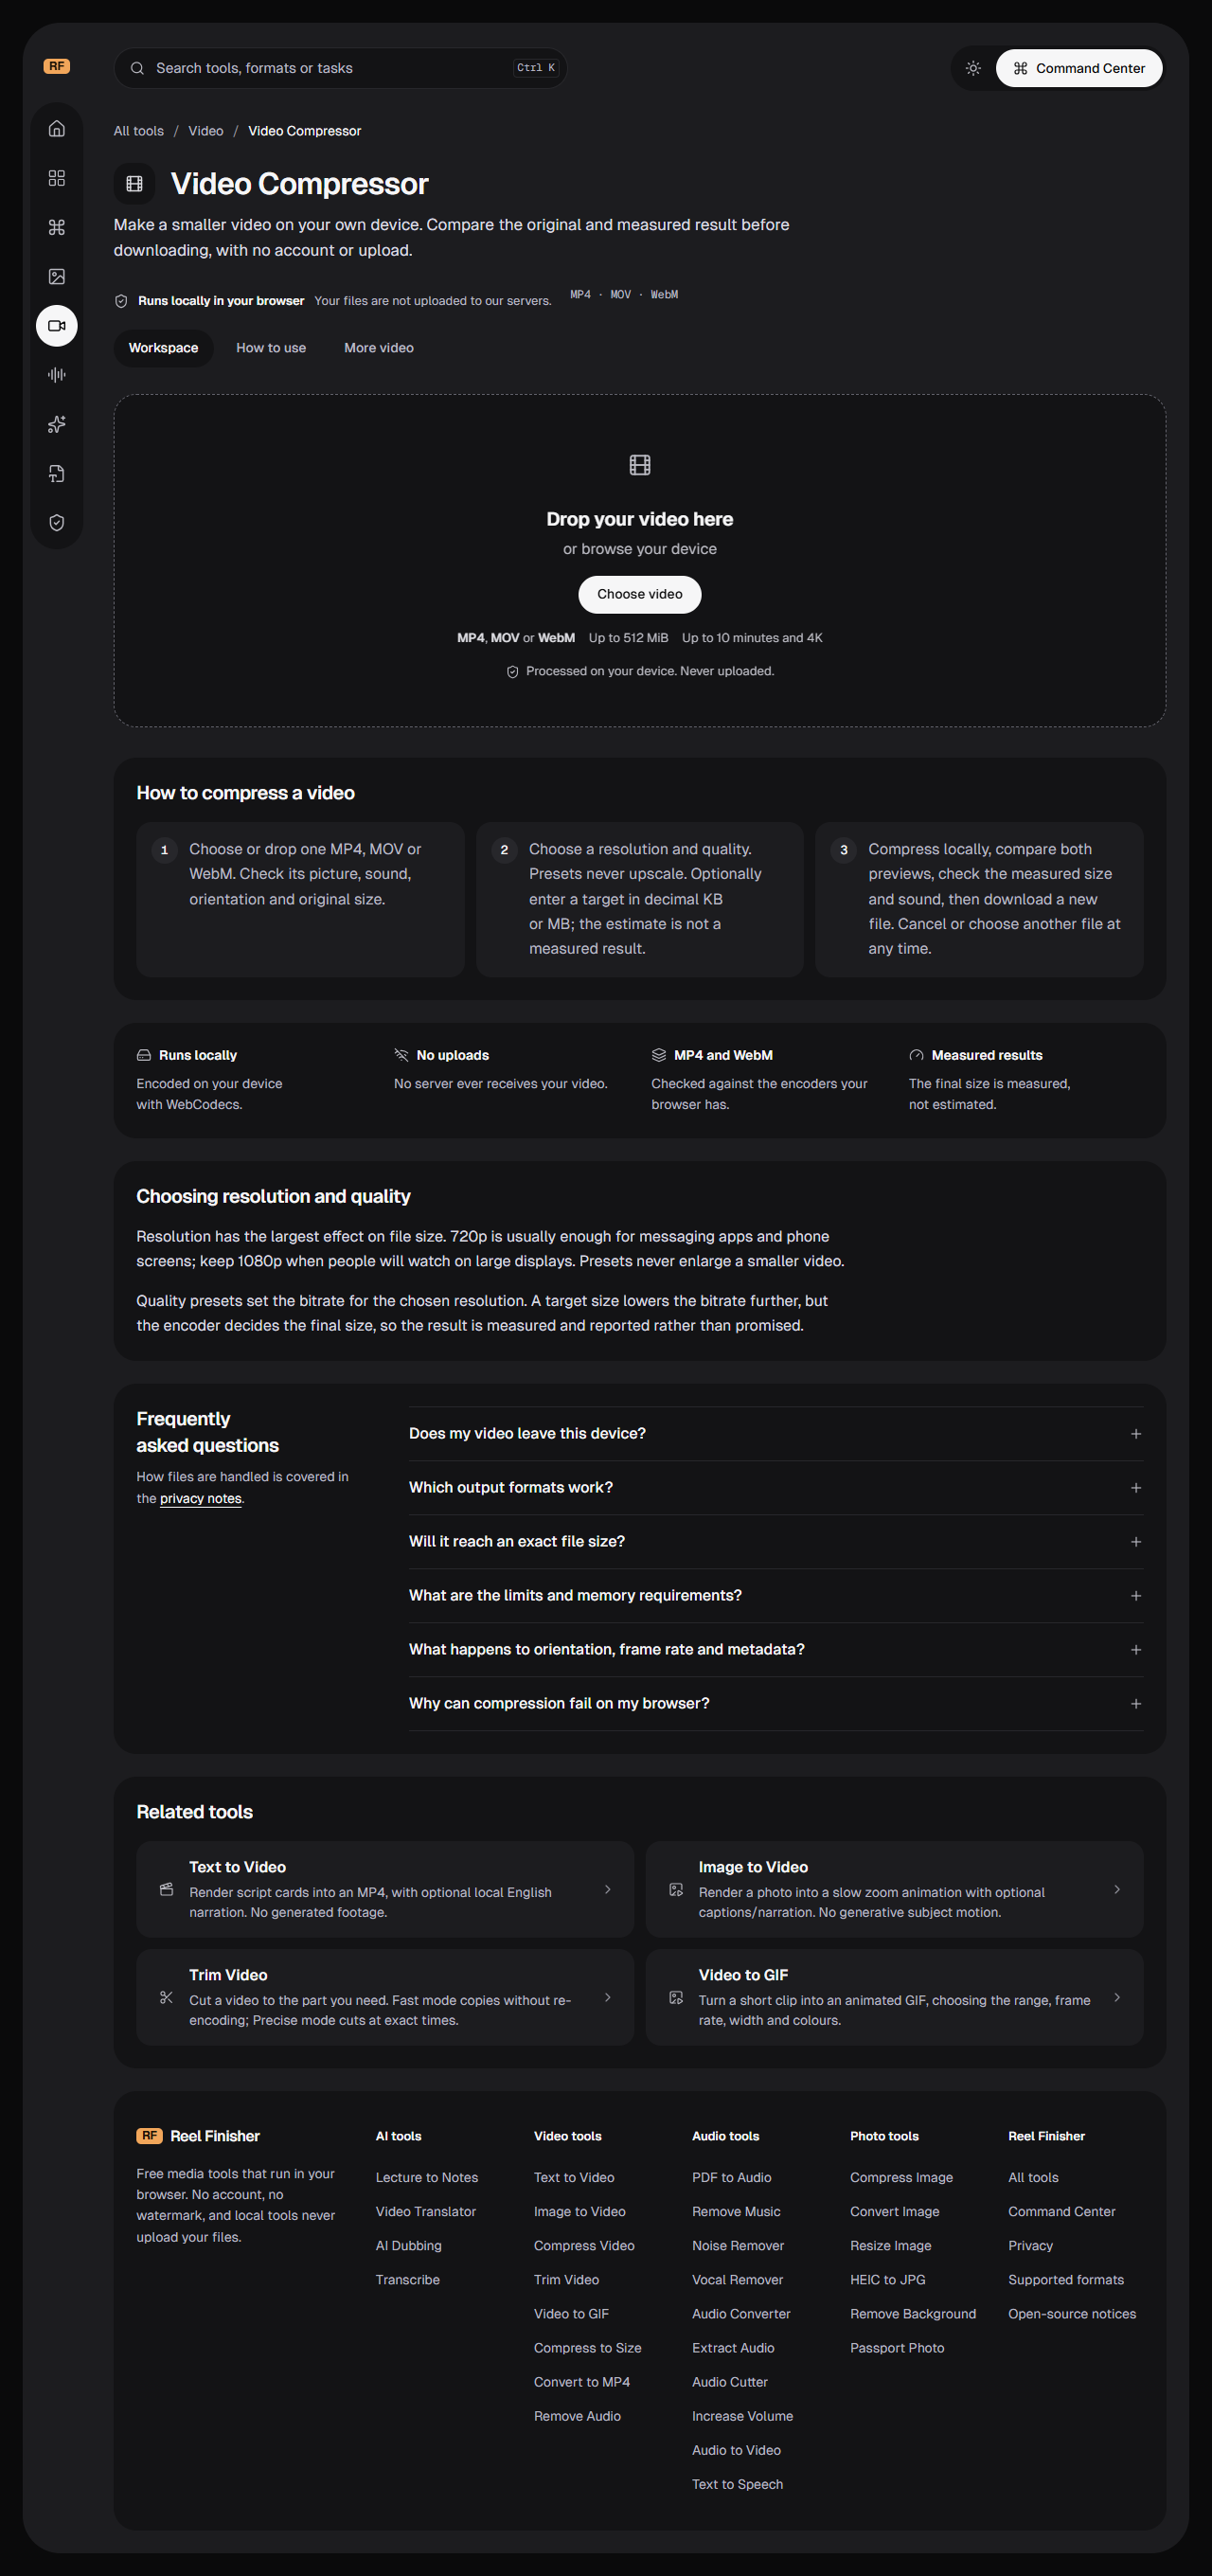 RF
Search tools, formats or tasks
Ctrl K
Command Center
All tools / Video / Video Compressor
Video Compressor
Make a smaller video on your own device. Compare the original and measured result before
downloading, with no account or upload.
Runs locally in your browser Your files are not uploaded to our servers.
MP4 · MOV · WebM
Workspace
How to use
More video
Drop your video here
or browse your device
Choose video
MP4, MOV or WebM Up to 512 MiB Up to 10 minutes and 4K
Processed on your device. Never uploaded.
How to compress a video
1
Choose or drop one MP4, MOV or
WebM. Check its picture, sound,
orientation and original size.
2
Choose a resolution and quality.
Presets never upscale. Optionally
enter a target in decimal KB
or MB; the estimate is not a
measured result.
3
Compress locally, compare both
previews, check the measured size
and sound, then download a new
file. Cancel or choose another file at
any time.
Runs locally
Encoded on your device
with WebCodecs.
No uploads
No server ever receives your video.
MP4 and WebM
Checked against the encoders your
browser has.
Measured results
The final size is measured,
not estimated.
Choosing resolution and quality
Resolution has the largest effect on file size. 720p is usually enough for messaging apps and phone
screens; keep 1080p when people will watch on large displays. Presets never enlarge a smaller video.
Quality presets set the bitrate for the chosen resolution. A target size lowers the bitrate further, but
the encoder decides the final size, so the result is measured and reported rather than promised.
Frequently
asked questions
How files are handled is covered in
the privacy notes.
Does my video leave this device?
Which output formats work?
Will it reach an exact file size?
What are the limits and memory requirements?
What happens to orientation, frame rate and metadata?
Why can compression fail on my browser?
Related tools
Text to Video
Render script cards into an MP4, with optional local English
narration. No generated footage.
Image to Video
Render a photo into a slow zoom animation with optional
captions/narration. No generative subject motion.
Trim Video
Cut a video to the part you need. Fast mode copies without re-
encoding; Precise mode cuts at exact times.
Video to GIF
Turn a short clip into an animated GIF, choosing the range, frame
rate, width and colours.
RF Reel Finisher
Free media tools that run in your
browser. No account, no
watermark, and local tools never
upload your files.
AI tools
Lecture to Notes
Video Translator
AI Dubbing
Transcribe
Video tools
Text to Video
Image to Video
Compress Video
Trim Video
Video to GIF
Compress to Size
Convert to MP4
Remove Audio
Audio tools
PDF to Audio
Remove Music
Noise Remover
Vocal Remover
Audio Converter
Extract Audio
Audio Cutter
Increase Volume
Audio to Video
Text to Speech
Photo tools
Compress Image
Convert Image
Resize Image
HEIC to JPG
Remove Background
Passport Photo
Reel Finisher
All tools
Command Center
Privacy
Supported formats
Open-source notices